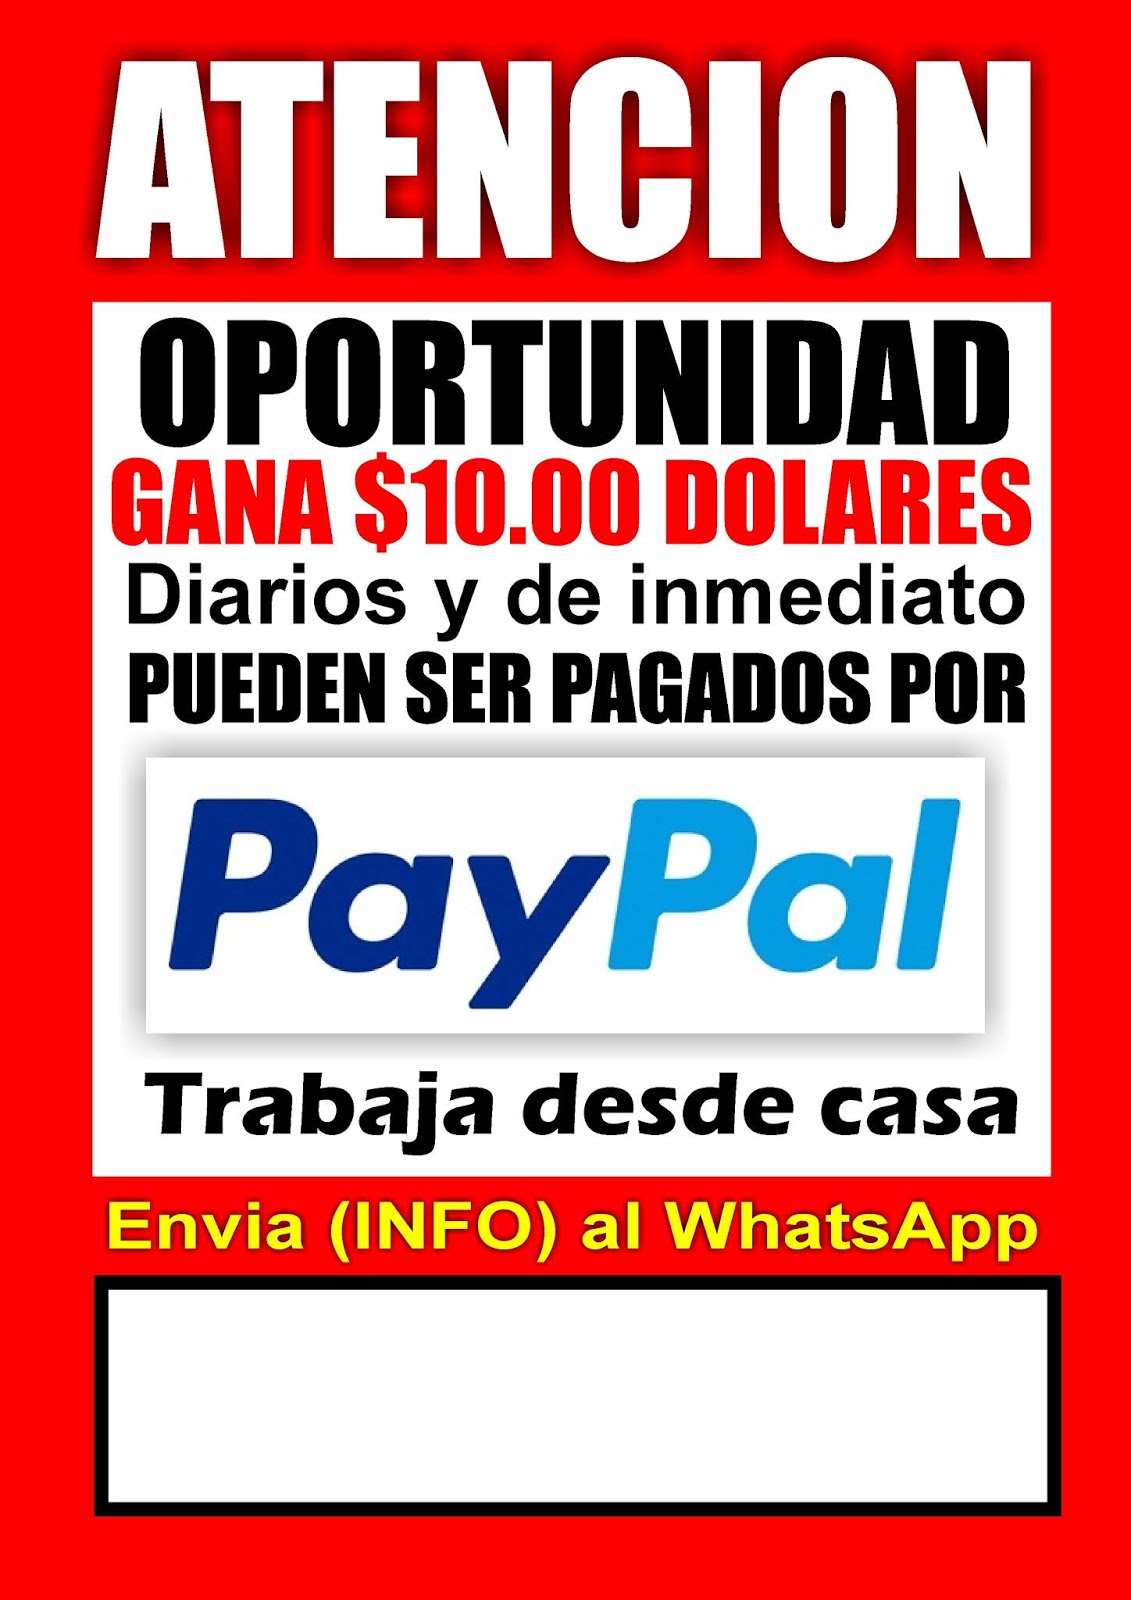 ATENCION
OPORTUNIDAD
GANA $10.00 DOLARES
Diarios y de inmediato
PUEDEN SER PAGADOS POR
PayPal
Trabaja desde casa
Envia (INFO) al WhatsApp